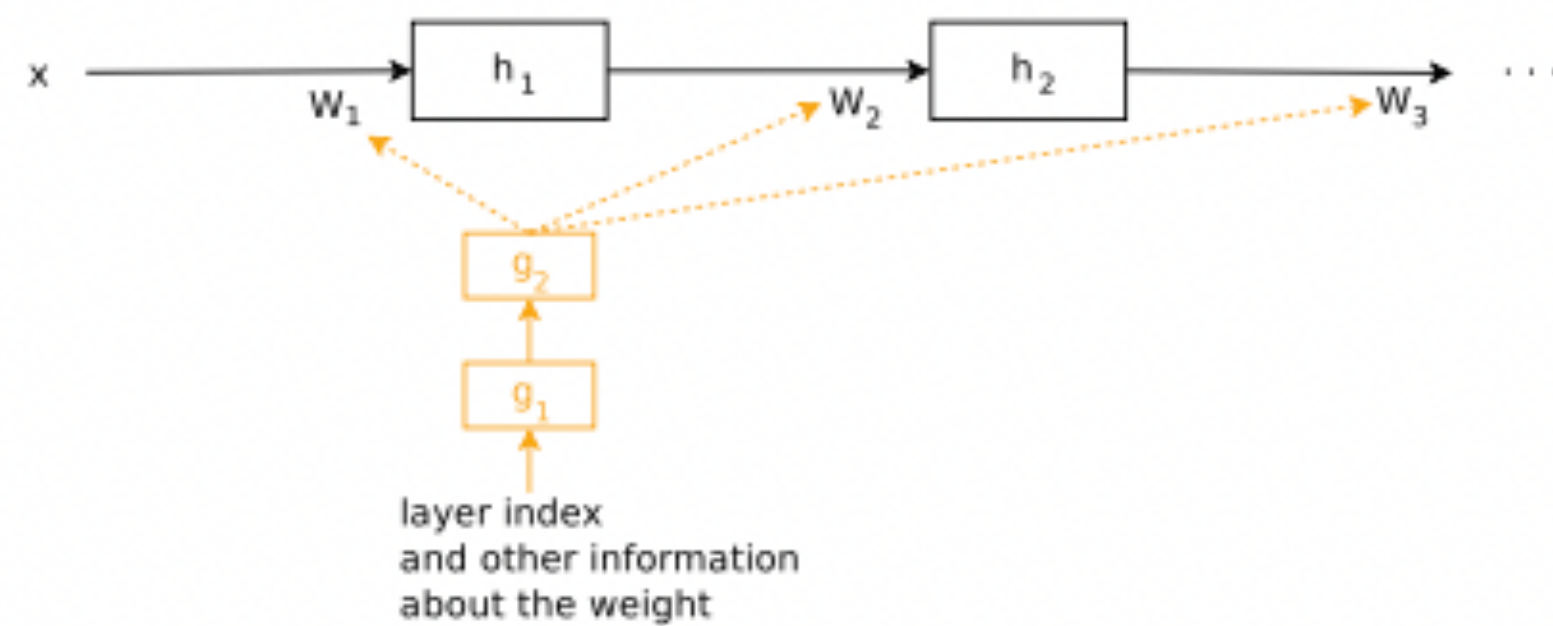 x h₁ h₂ · · ·
W₁ W₂ W₃
g₂
g₁
layer index
and other information
about the weight